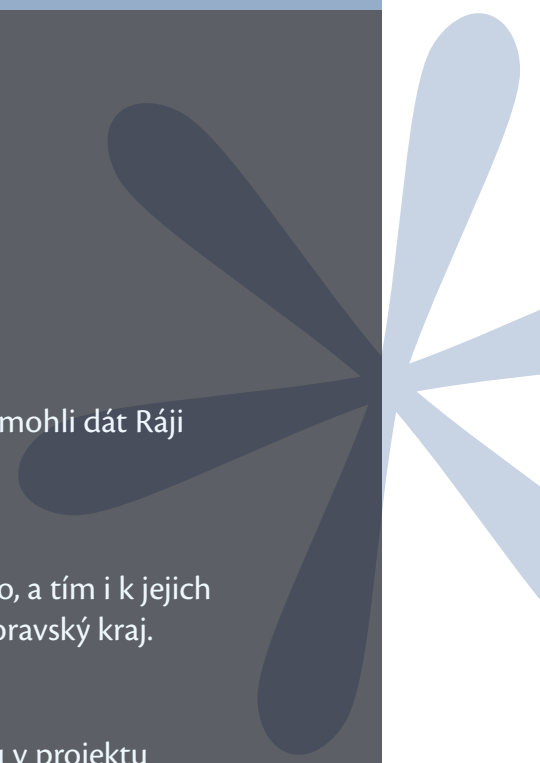 mohli dát Ráji
o, a tím i k jejich
oravský kraj.
u v projektu